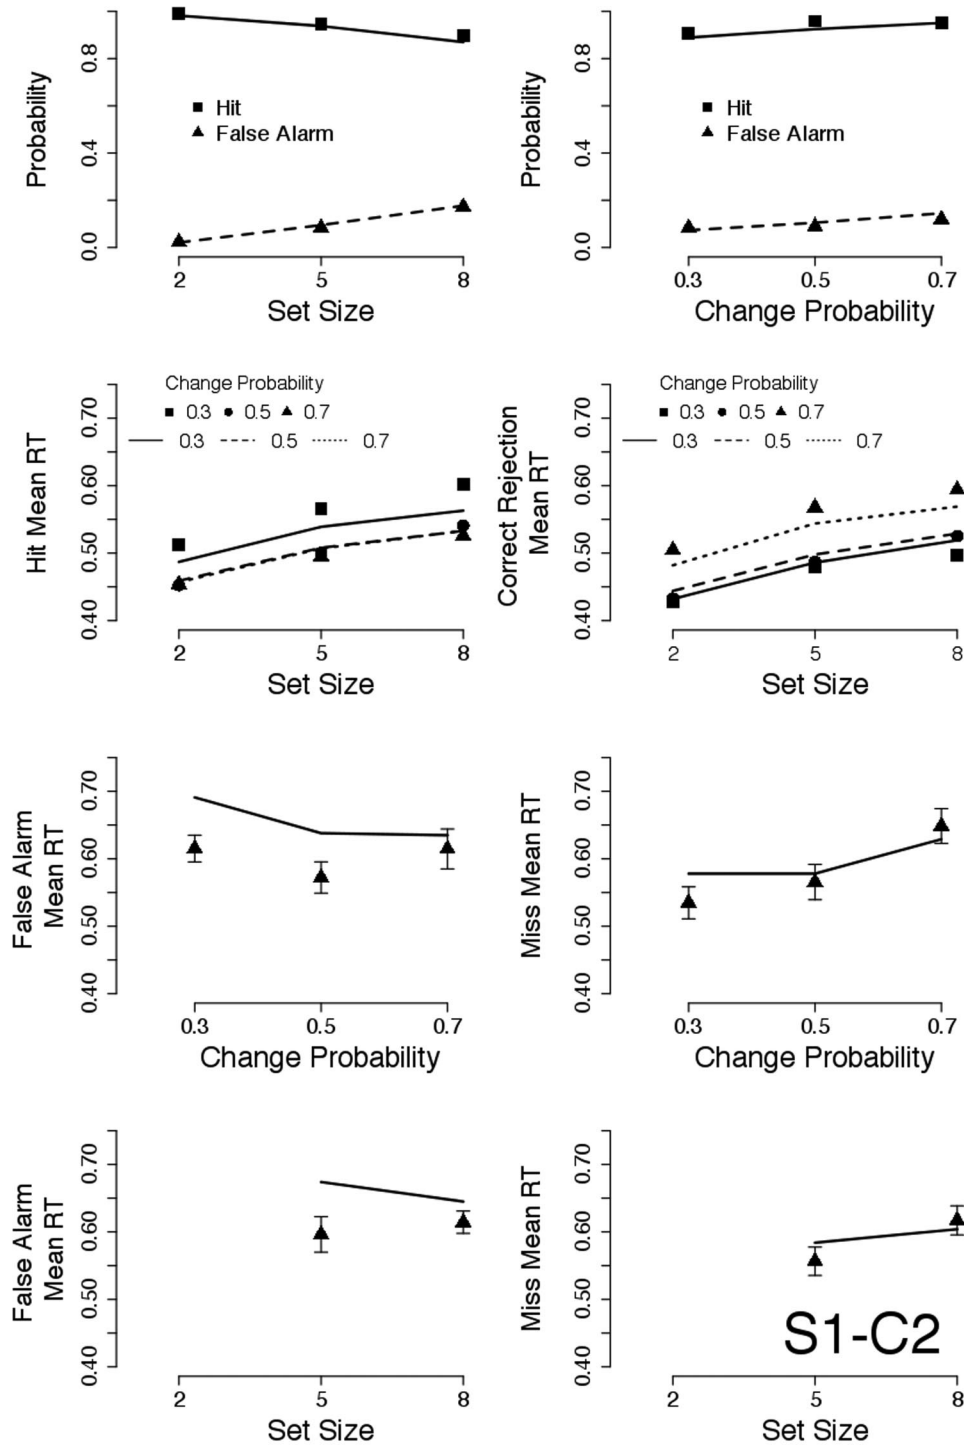 Probability
0.0 0.4 0.8
■ Hit
▲ False Alarm
2 5 8
Set Size
Probability
0.0 0.4 0.8
■ Hit
▲ False Alarm
0.3 0.5 0.7
Change Probability
Hit Mean RT
0.40 0.50 0.60 0.70
Change Probability
■ 0.3 ● 0.5 ▲ 0.7
0.3 0.5 0.7
2 5 8
Set Size
Correct Rejection
Mean RT
0.40 0.50 0.60 0.70
Change Probability
■ 0.3 ● 0.5 ▲ 0.7
0.3 0.5 0.7
2 5 8
Set Size
False Alarm
Mean RT
0.40 0.50 0.60 0.70
0.3 0.5 0.7
Change Probability
Miss Mean RT
0.40 0.50 0.60 0.70
0.3 0.5 0.7
Change Probability
False Alarm
Mean RT
0.40 0.50 0.60 0.70
2 5 8
Set Size
Miss Mean RT
0.40 0.50 0.60 0.70
S1-C2
2 5 8
Set Size